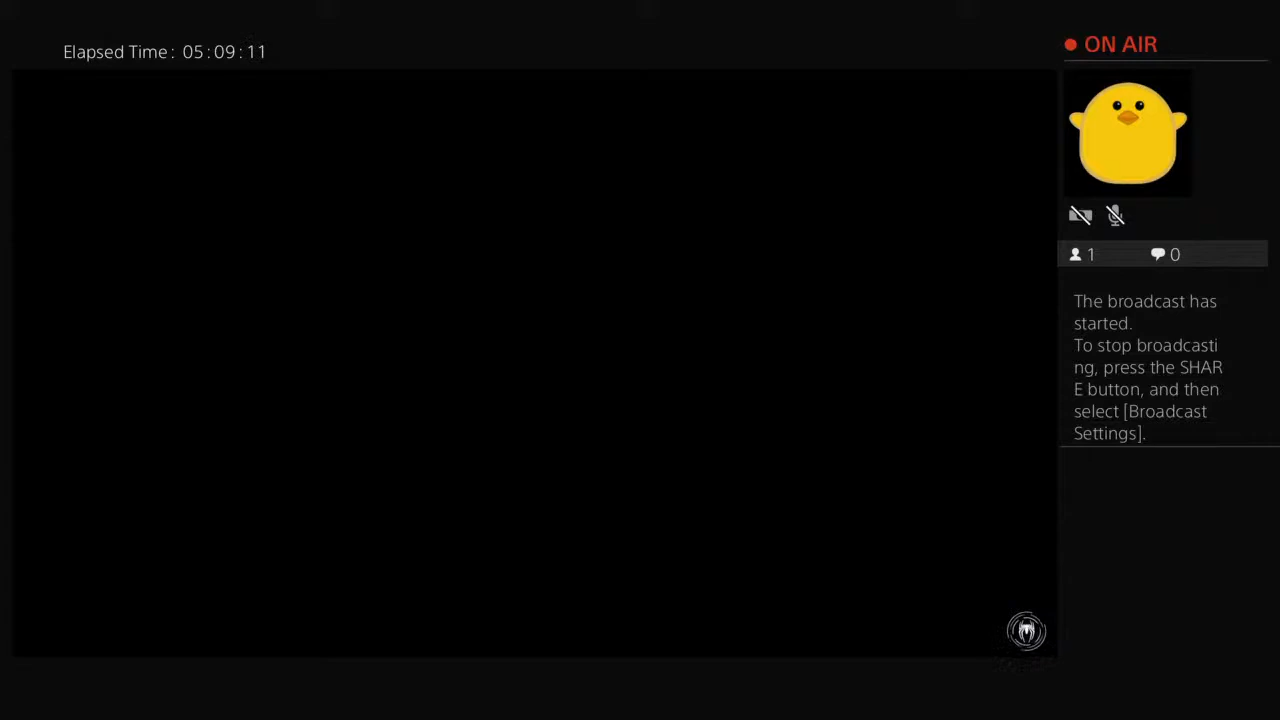 Elapsed Time: 05:09:11
ON AIR
1 0
The broadcast has
started.
To stop broadcasti
ng, press the SHAR
E button, and then
select [Broadcast
Settings].